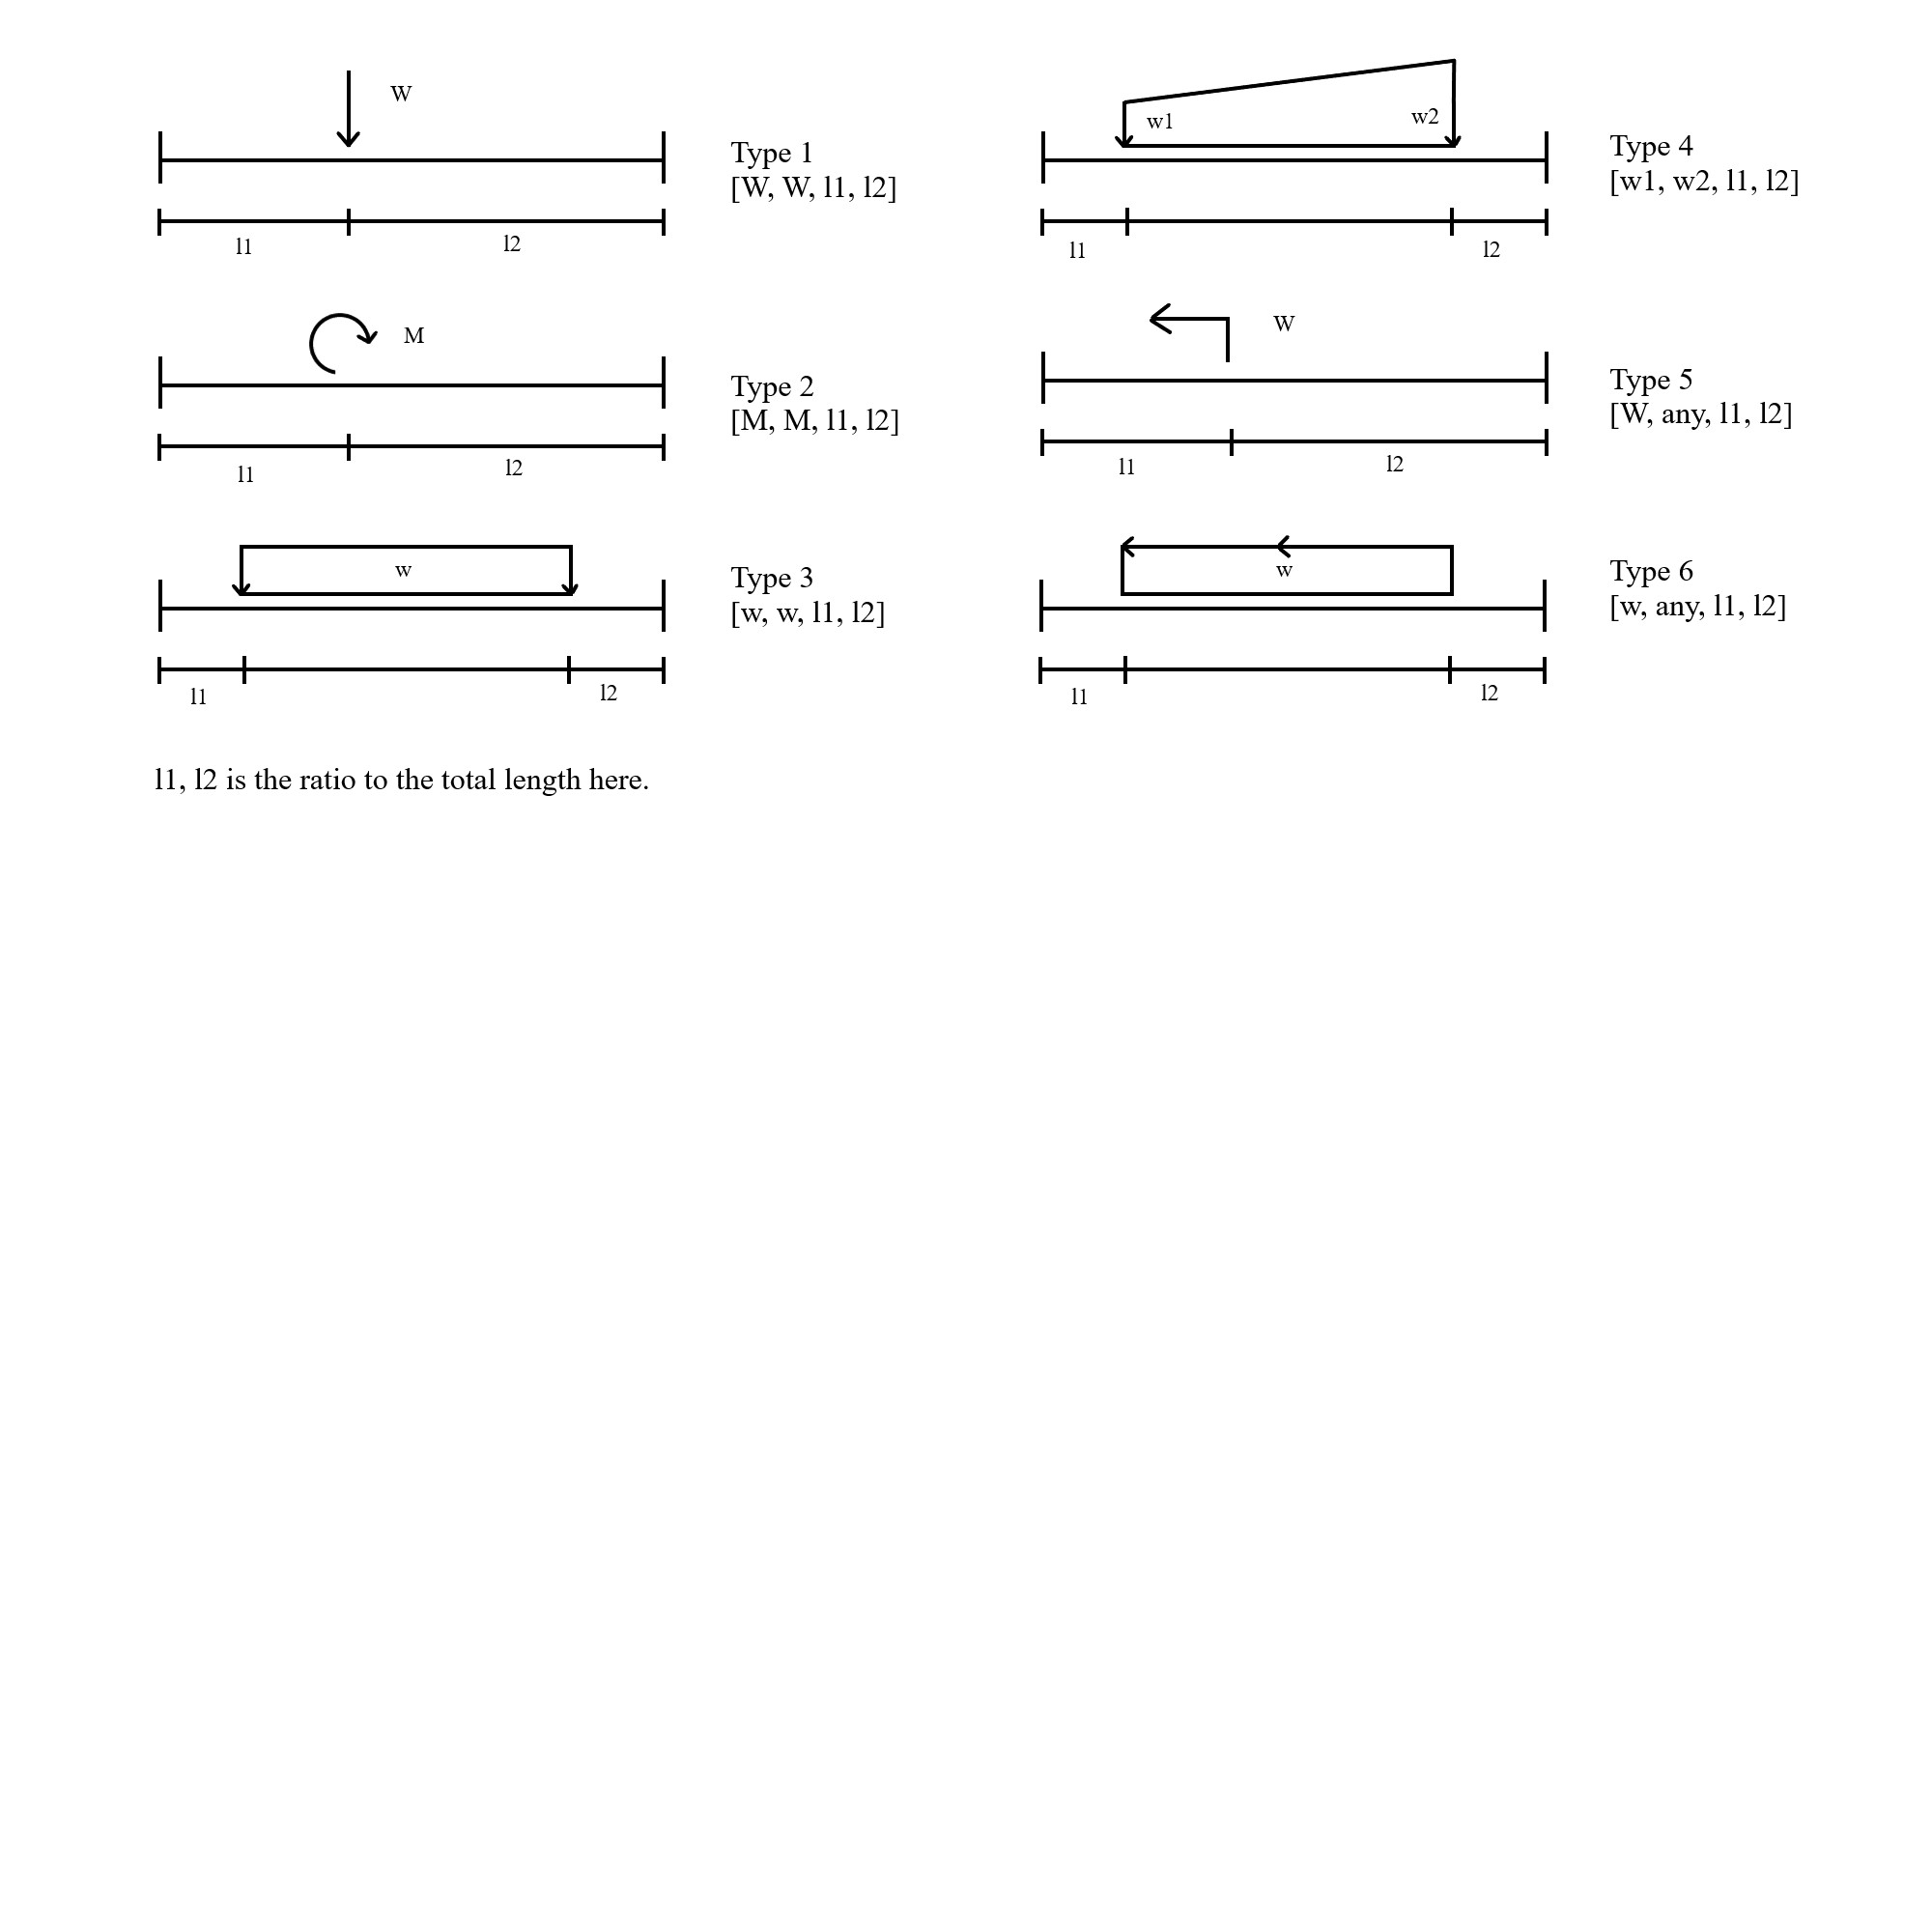 W
Type 1
[W, W, l1, l2]
l1
l2
M
Type 2
[M, M, l1, l2]
l1
l2
w
Type 3
[w, w, l1, l2]
l1
l2
w1
w2
Type 4
[w1, w2, l1, l2]
l1
l2
W
Type 5
[W, any, l1, l2]
l1
l2
w
Type 6
[w, any, l1, l2]
l1
l2
l1, l2 is the ratio to the total length here.